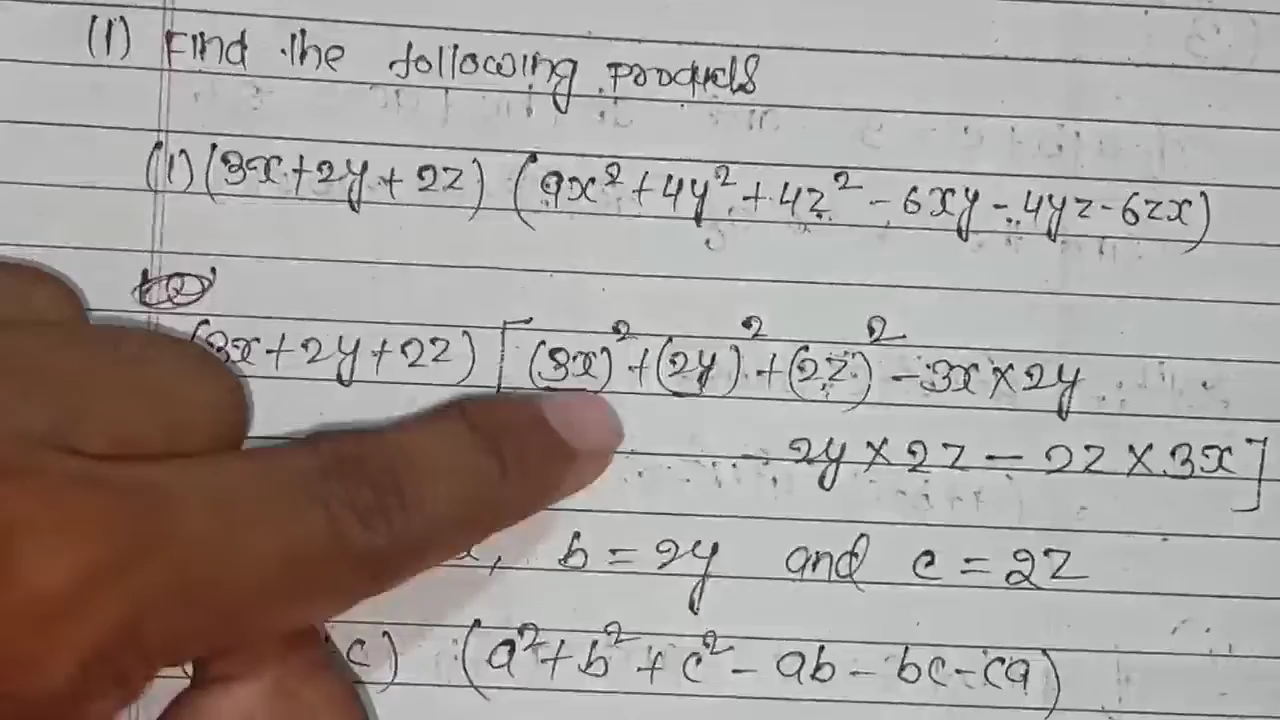 (1) Find the following products
(1) (3x+2y+2z) (9x²+4y²+4z²-6xy-4yz-6zx)
(3x+2y+2z) [(3x)²+(2y)²+(2z)²-3x×2y
-2y×2z-2z×3x]
, b=2y and c=2z
c) (a²+b²+c²-ab-bc-ca)